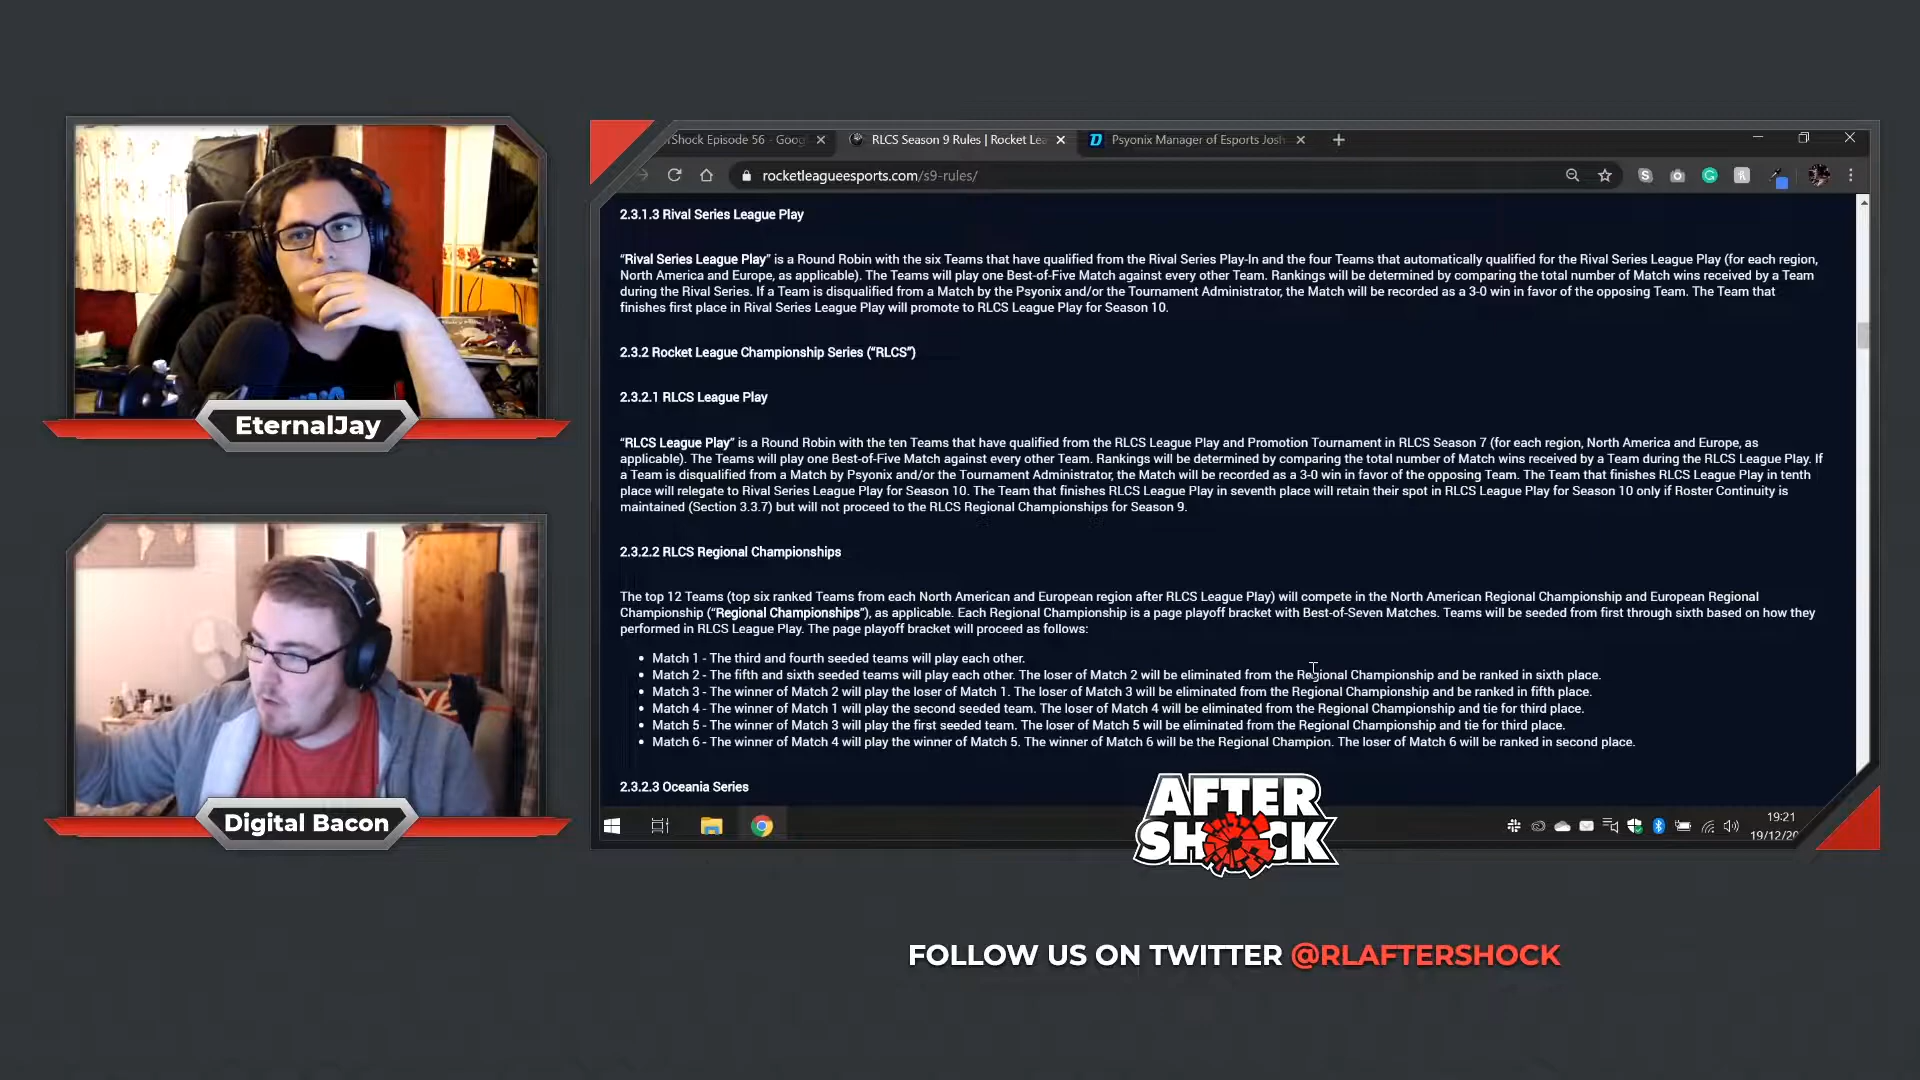 EternalJay
Digital Bacon
rShock Episode 56 - Goog
RLCS Season 9 Rules | Rocket Lea
Psyonix Manager of Esports Josh
rocketleagueesports.com/s9-rules/
2.3.1.3 Rival Series League Play
“Rival Series League Play” is a Round Robin with the six Teams that have qualified from the Rival Series Play-In and the four Teams that automatically qualified for the Rival Series League Play (for each region,
North America and Europe, as applicable). The Teams will play one Best-of-Five Match against every other Team. Rankings will be determined by comparing the total number of Match wins received by a Team
during the Rival Series. If a Team is disqualified from a Match by the Psyonix and/or the Tournament Administrator, the Match will be recorded as a 3-0 win in favor of the opposing Team. The Team that
finishes first place in Rival Series League Play will promote to RLCS League Play for Season 10.
2.3.2 Rocket League Championship Series (“RLCS”)
2.3.2.1 RLCS League Play
“RLCS League Play” is a Round Robin with the ten Teams that have qualified from the RLCS League Play and Promotion Tournament in RLCS Season 7 (for each region, North America and Europe, as
applicable). The Teams will play one Best-of-Five Match against every other Team. Rankings will be determined by comparing the total number of Match wins received by a Team during the RLCS League Play. If
a Team is disqualified from a Match by Psyonix and/or the Tournament Administrator, the Match will be recorded as a 3-0 win in favor of the opposing Team. The Team that finishes RLCS League Play in tenth
place will relegate to Rival Series League Play for Season 10. The Team that finishes RLCS League Play in seventh place will retain their spot in RLCS League Play for Season 10 only if Roster Continuity is
maintained (Section 3.3.7) but will not proceed to the RLCS Regional Championships for Season 9.
2.3.2.2 RLCS Regional Championships
The top 12 Teams (top six ranked Teams from each North American and European region after RLCS League Play) will compete in the North American Regional Championship and European Regional
Championship (“Regional Championships”), as applicable. Each Regional Championship is a page playoff bracket with Best-of-Seven Matches. Teams will be seeded from first through sixth based on how they
performed in RLCS League Play. The page playoff bracket will proceed as follows:
• Match 1 - The third and fourth seeded teams will play each other.
• Match 2 - The fifth and sixth seeded teams will play each other. The loser of Match 2 will be eliminated from the Regional Championship and be ranked in sixth place.
• Match 3 - The winner of Match 2 will play the loser of Match 1. The loser of Match 3 will be eliminated from the Regional Championship and be ranked in fifth place.
• Match 4 - The winner of Match 1 will play the second seeded team. The loser of Match 4 will be eliminated from the Regional Championship and tie for third place.
• Match 5 - The winner of Match 3 will play the first seeded team. The loser of Match 5 will be eliminated from the Regional Championship and tie for third place.
• Match 6 - The winner of Match 4 will play the winner of Match 5. The winner of Match 6 will be the Regional Champion. The loser of Match 6 will be ranked in second place.
2.3.2.3 Oceania Series
19:21
19/12/20
AFTER
SHOCK
FOLLOW US ON TWITTER @RLAFTERSHOCK